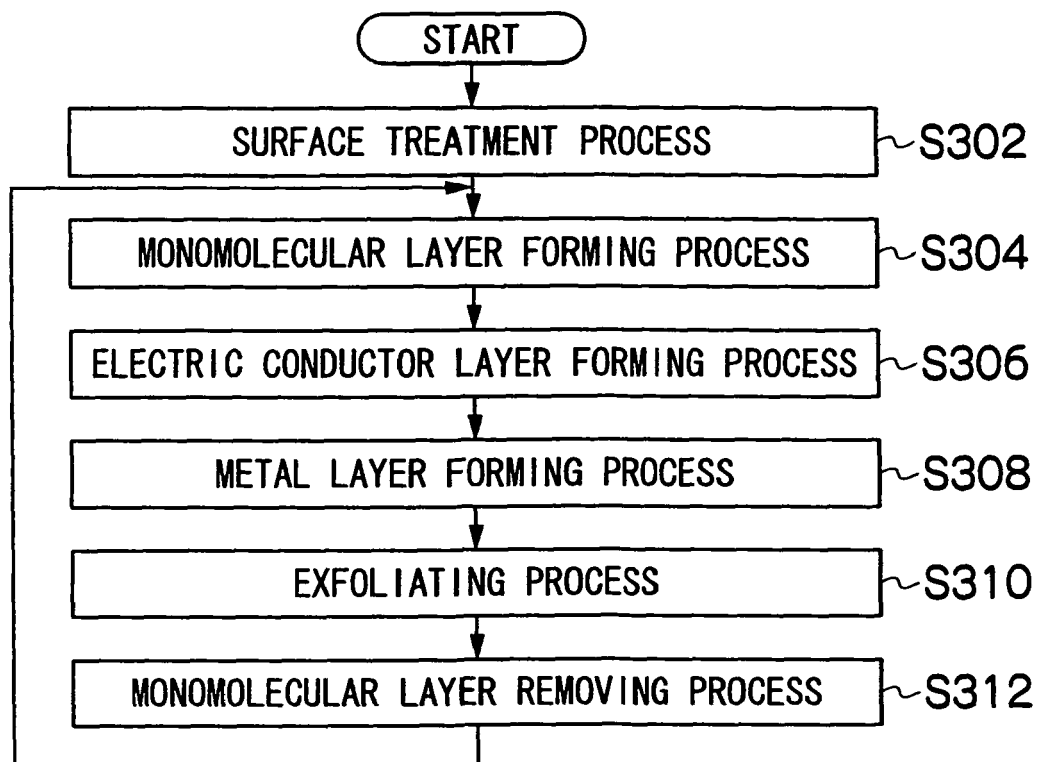 START
SURFACE TREATMENT PROCESS S302
MONOMOLECULAR LAYER FORMING PROCESS S304
ELECTRIC CONDUCTOR LAYER FORMING PROCESS S306
METAL LAYER FORMING PROCESS S308
EXFOLIATING PROCESS S310
MONOMOLECULAR LAYER REMOVING PROCESS S312